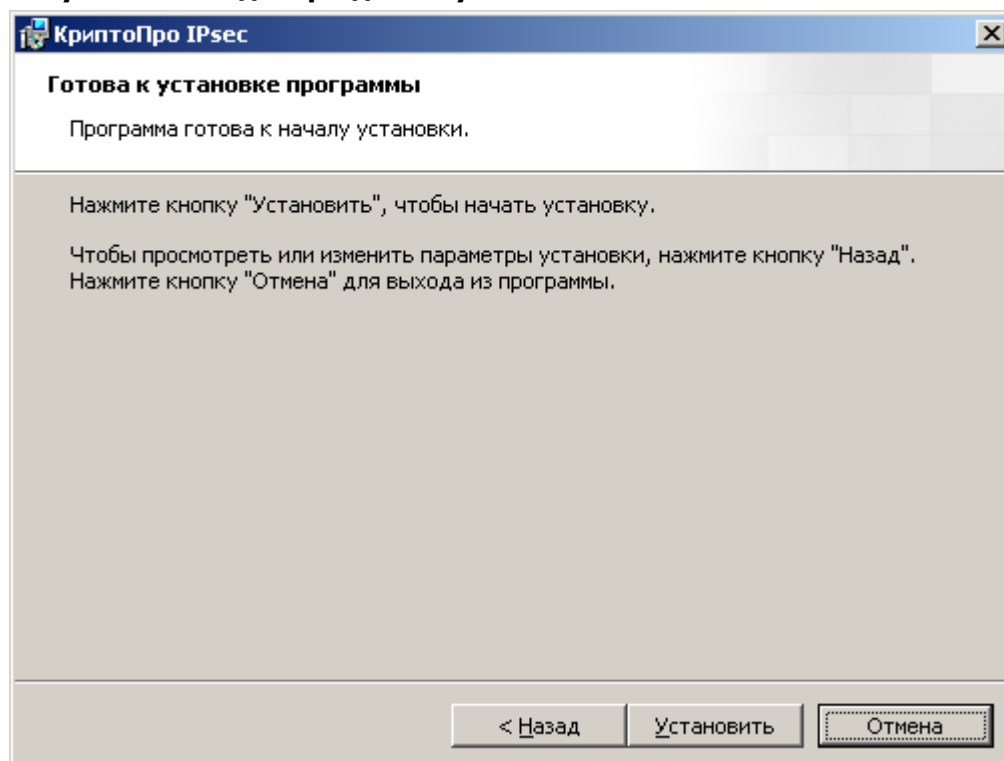 КриптоПро IPsec
Готова к установке программы
Программа готова к началу установки.
Нажмите кнопку "Установить", чтобы начать установку.
Чтобы просмотреть или изменить параметры установки, нажмите кнопку "Назад".
Нажмите кнопку "Отмена" для выхода из программы.
< Назад
Установить
Отмена